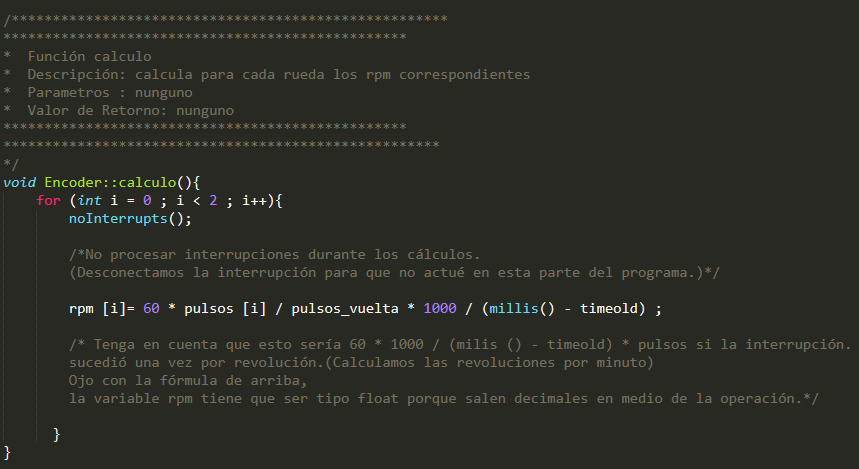 /*****************************************************
*************************************************
*  Función calculo
*  Descripción: calcula para cada rueda los rpm correspondientes
*  Parametros : nunguno
*  Valor de Retorno: nunguno
*************************************************
*****************************************************
*/
void Encoder::calculo(){
for (int i = 0 ; i < 2 ; i++){
noInterrupts();
/*No procesar interrupciones durante los cálculos.
(Desconectamos la interrupción para que no actué en esta parte del programa.)*/
rpm [i]= 60 * pulsos [i] / pulsos_vuelta * 1000 / (millis() - timeold) ;
/* Tenga en cuenta que esto sería 60 * 1000 / (milis () - timeold) * pulsos si la interrupción.
sucedió una vez por revolución.(Calculamos las revoluciones por minuto)
Ojo con la fórmula de arriba,
la variable rpm tiene que ser tipo float porque salen decimales en medio de la operación.*/
}
}